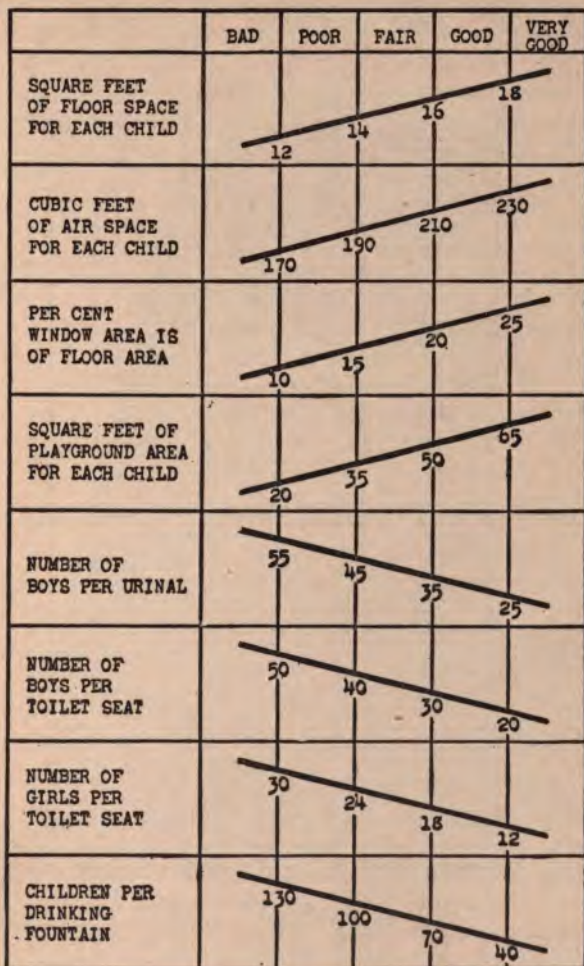 BAD POOR FAIR GOOD VERY GOOD
SQUARE FEET
OF FLOOR SPACE
FOR EACH CHILD
12 14 16 18
CUBIC FEET
OF AIR SPACE
FOR EACH CHILD
170 190 210 230
PER CENT
WINDOW AREA IS
OF FLOOR AREA
10 15 20 25
SQUARE FEET OF
PLAYGROUND AREA
FOR EACH CHILD
20 35 50 65
NUMBER OF
BOYS PER URINAL
55 45 35 25
NUMBER OF
BOYS PER
TOILET SEAT
50 40 30 20
NUMBER OF
GIRLS PER
TOILET SEAT
30 24 18 12
CHILDREN PER
DRINKING
FOUNTAIN
130 100 70 40